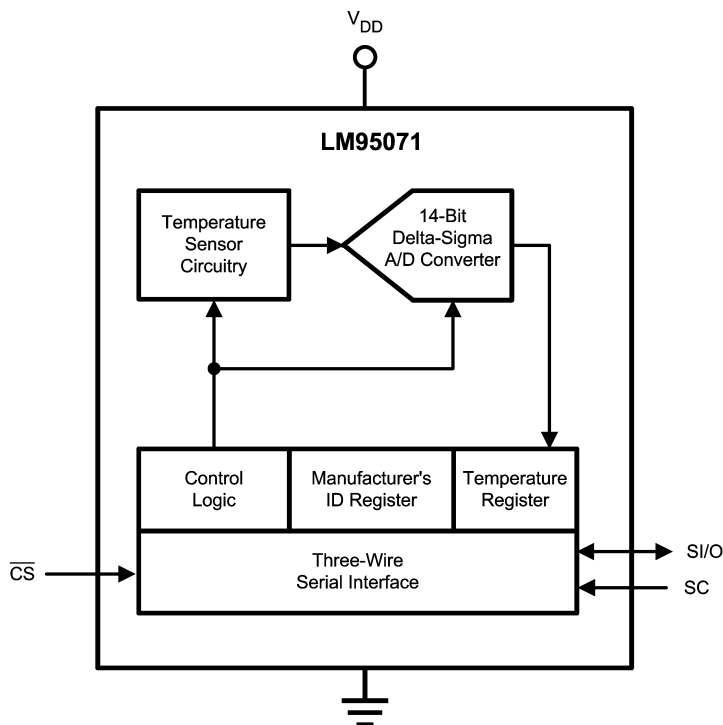 V_DD
LM95071
Temperature
Sensor
Circuitry
14-Bit
Delta-Sigma
A/D Converter
Control
Logic
Manufacturer's
ID Register
Temperature
Register
Three-Wire
Serial Interface
C̅S̅
SI/O
SC